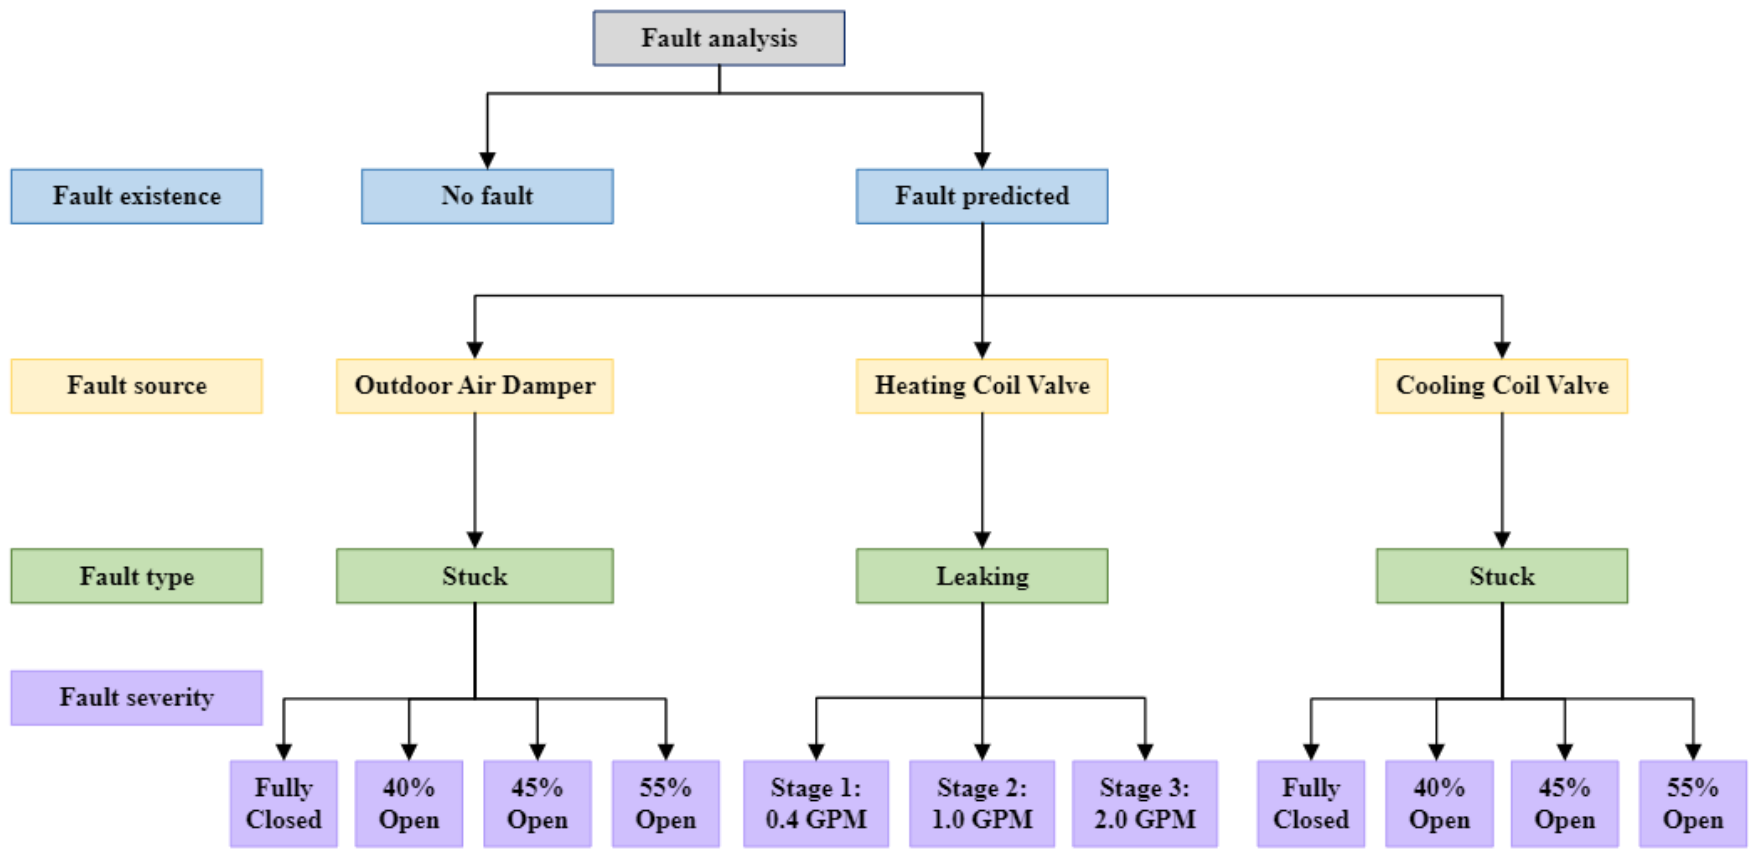 Fault analysis
Fault existence
No fault
Fault predicted
Fault source
Outdoor Air Damper
Heating Coil Valve
Cooling Coil Valve
Fault type
Stuck
Leaking
Stuck
Fault severity
Fully
Closed
40%
Open
45%
Open
55%
Open
Stage 1:
0.4 GPM
Stage 2:
1.0 GPM
Stage 3:
2.0 GPM
Fully
Closed
40%
Open
45%
Open
55%
Open